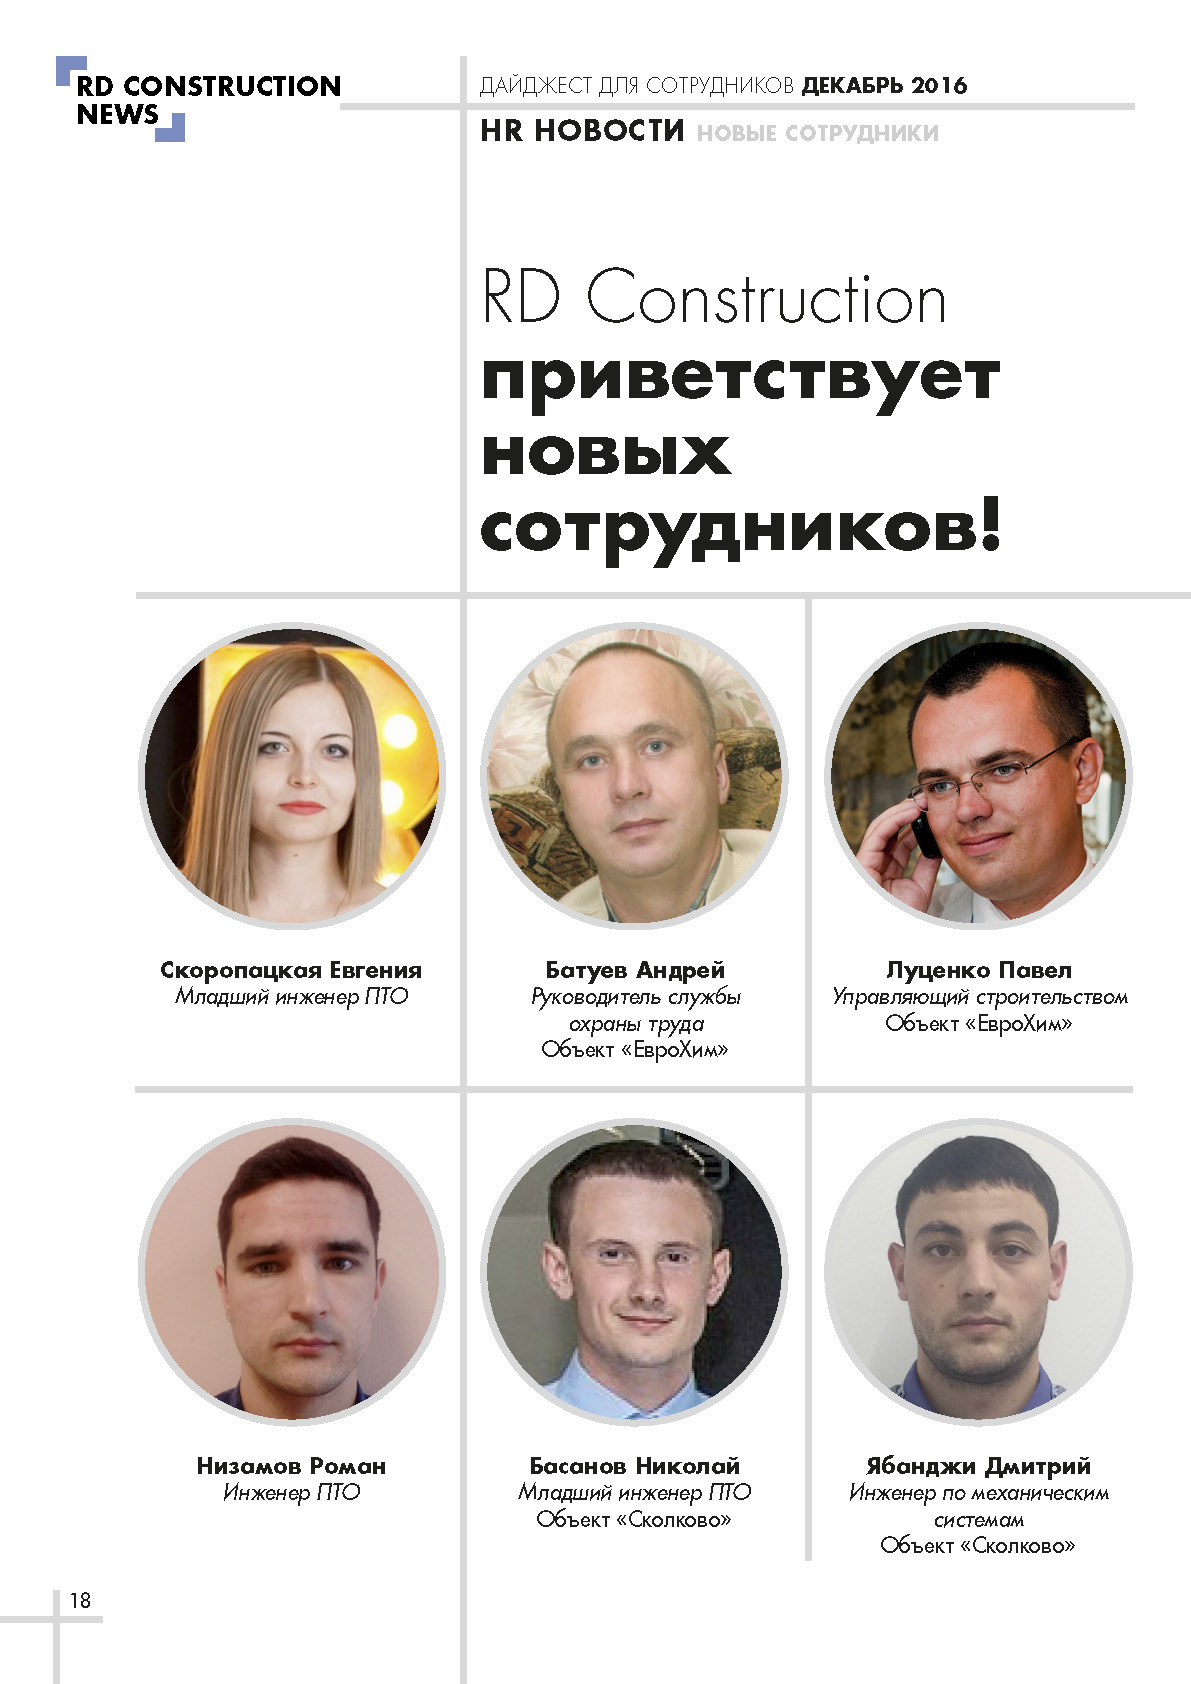 RD CONSTRUCTION
NEWS
ДАЙДЖЕСТ ДЛЯ СОТРУДНИКОВ ДЕКАБРЬ 2016
HR НОВОСТИ НОВЫЕ СОТРУДНИКИ
RD Construction
приветствует
новых
сотрудников!
Скоропацкая Евгения
Младший инженер ПТО
Батуев Андрей
Руководитель службы
охраны труда
Объект «ЕвроХим»
Луценко Павел
Управляющий строительством
Объект «ЕвроХим»
Низамов Роман
Инженер ПТО
Басанов Николай
Младший инженер ПТО
Объект «Сколково»
Ябанджи Дмитрий
Инженер по механическим
системам
Объект «Сколково»
18